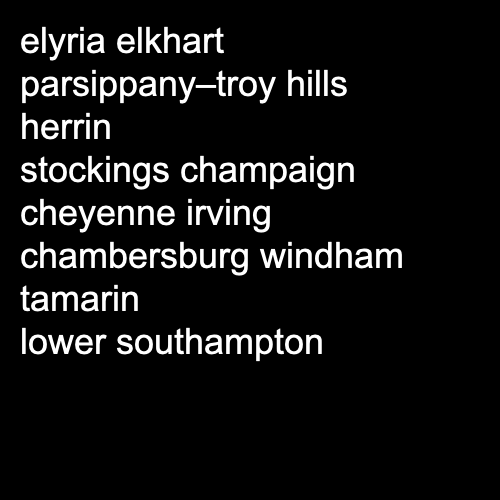 elyria elkhart
parsippany–troy hills
herrin
stockings champaign
cheyenne irving
chambersburg windham
tamarin
lower southampton